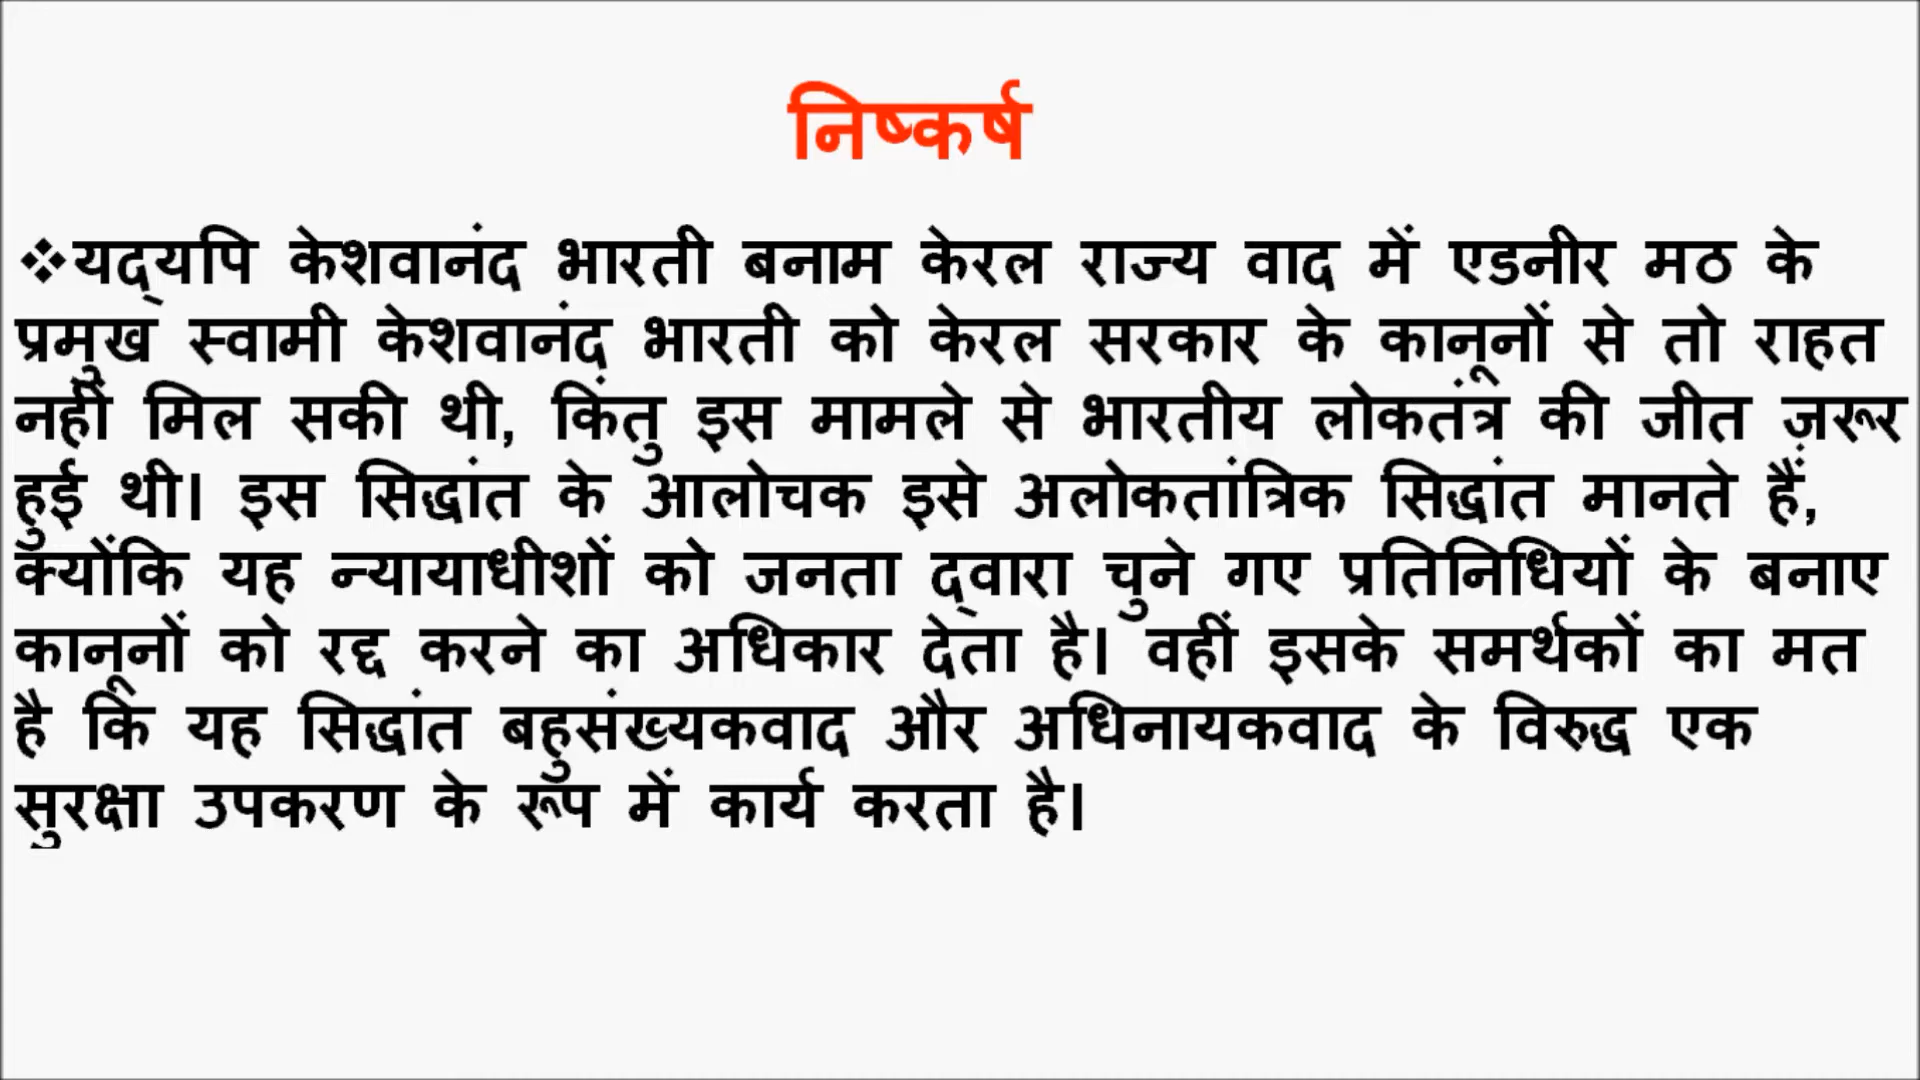 निष्कर्ष
❖यद्यपि केशवानंद भारती बनाम केरल राज्य वाद में एडनीर मठ के
प्रमुख स्वामी केशवानंद भारती को केरल सरकार के कानूनों से तो राहत
नहीं मिल सकी थी, किंतु इस मामले से भारतीय लोकतंत्र की जीत ज़रूर
हुई थी। इस सिद्धांत के आलोचक इसे अलोकतांत्रिक सिद्धांत मानते हैं,
क्योंकि यह न्यायाधीशों को जनता द्वारा चुने गए प्रतिनिधियों के बनाए
कानूनों को रद्द करने का अधिकार देता है। वहीं इसके समर्थकों का मत
है कि यह सिद्धांत बहुसंख्यकवाद और अधिनायकवाद के विरुद्ध एक
सुरक्षा उपकरण के रूप में कार्य करता है।